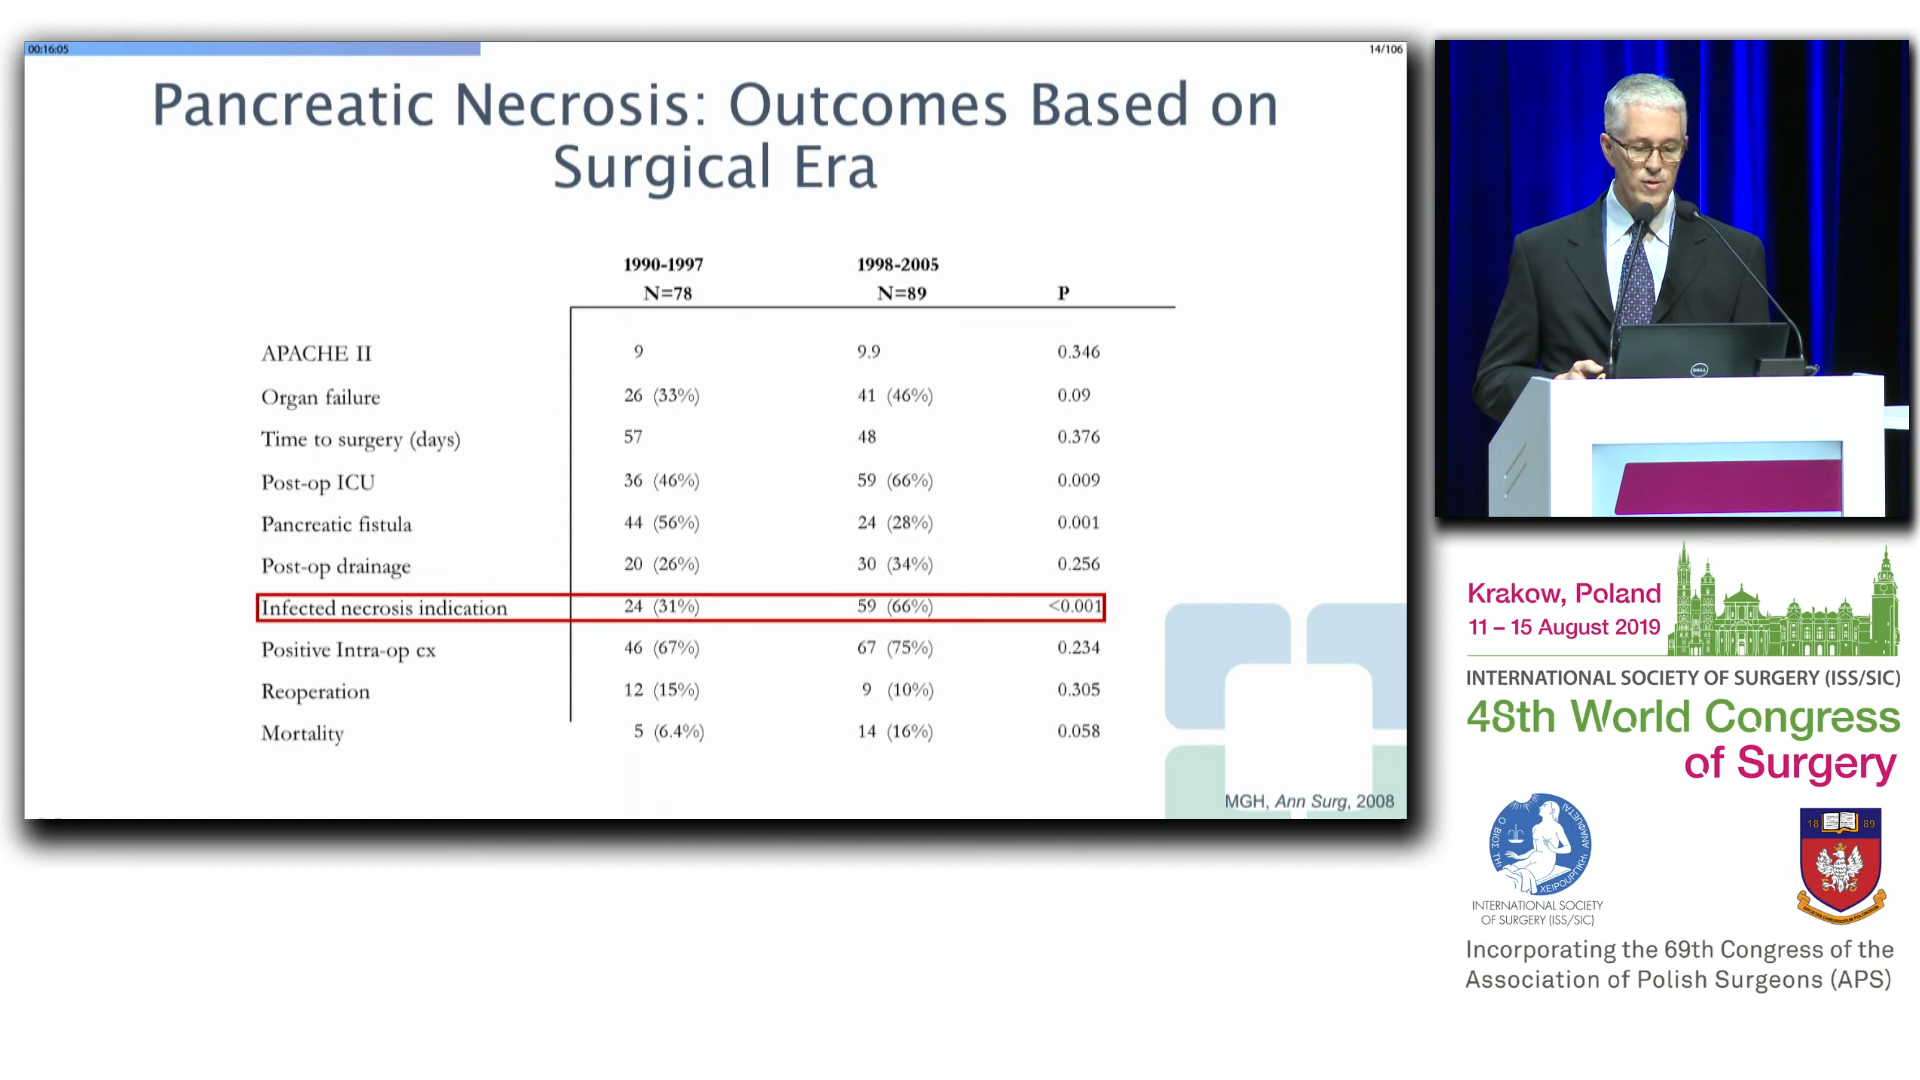 00:16:05
14/106
Pancreatic Necrosis: Outcomes Based on
Surgical Era
1990-1997 1998-2005
N=78 N=89 P
APACHE II 9 9.9 0.346
Organ failure 26 (33%) 41 (46%) 0.09
Time to surgery (days) 57 48 0.376
Post-op ICU 36 (46%) 59 (66%) 0.009
Pancreatic fistula 44 (56%) 24 (28%) 0.001
Post-op drainage 20 (26%) 30 (34%) 0.256
Infected necrosis indication 24 (31%) 59 (66%) <0.001
Positive Intra-op cx 46 (67%) 67 (75%) 0.234
Reoperation 12 (15%) 9 (10%) 0.305
Mortality 5 (6.4%) 14 (16%) 0.058
MGH, Ann Surg, 2008
DELL
Krakow, Poland
11 – 15 August 2019
INTERNATIONAL SOCIETY OF SURGERY (ISS/SIC)
48th World Congress
of Surgery
18 89
INTERNATIONAL SOCIETY
OF SURGERY (ISS/SIC)
Incorporating the 69th Congress of the
Association of Polish Surgeons (APS)